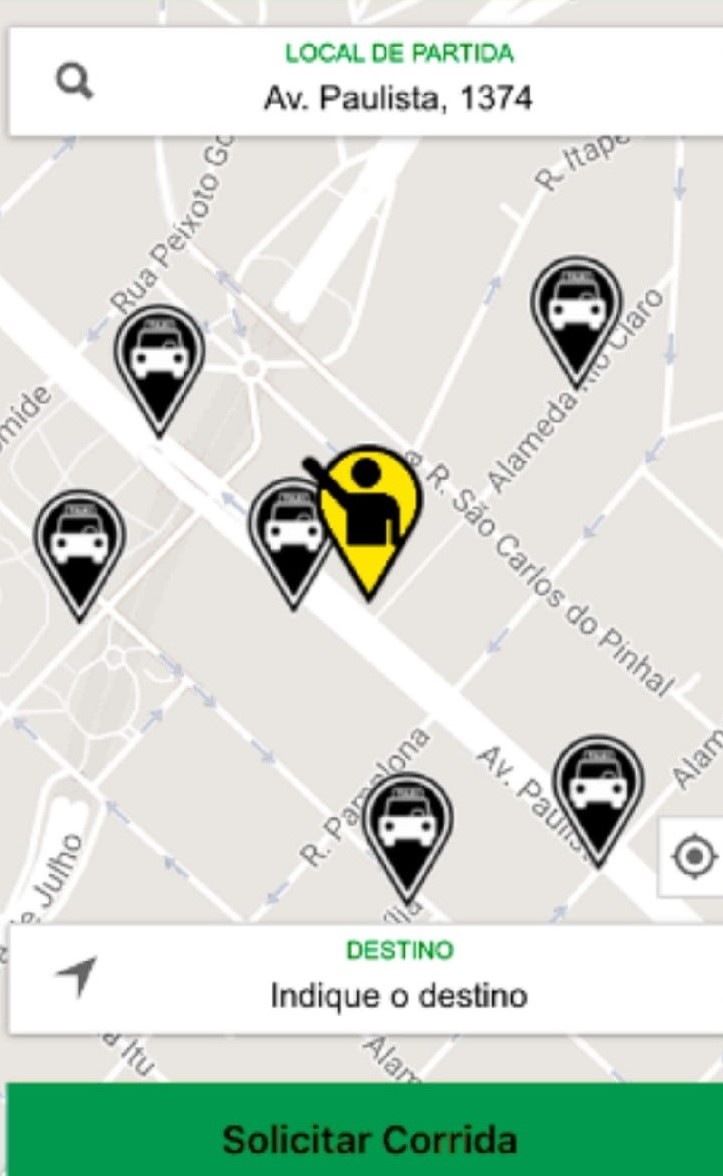 LOCAL DE PARTIDA
Av. Paulista, 1374
R. Itape
Rua Peixoto Go
Alameda Rio Claro
R. São Carlos do Pinhal
R. Pamplona
Av. Paulista
Alam
de Julho
DESTINO
Indique o destino
a Itu
Alam
Solicitar Corrida